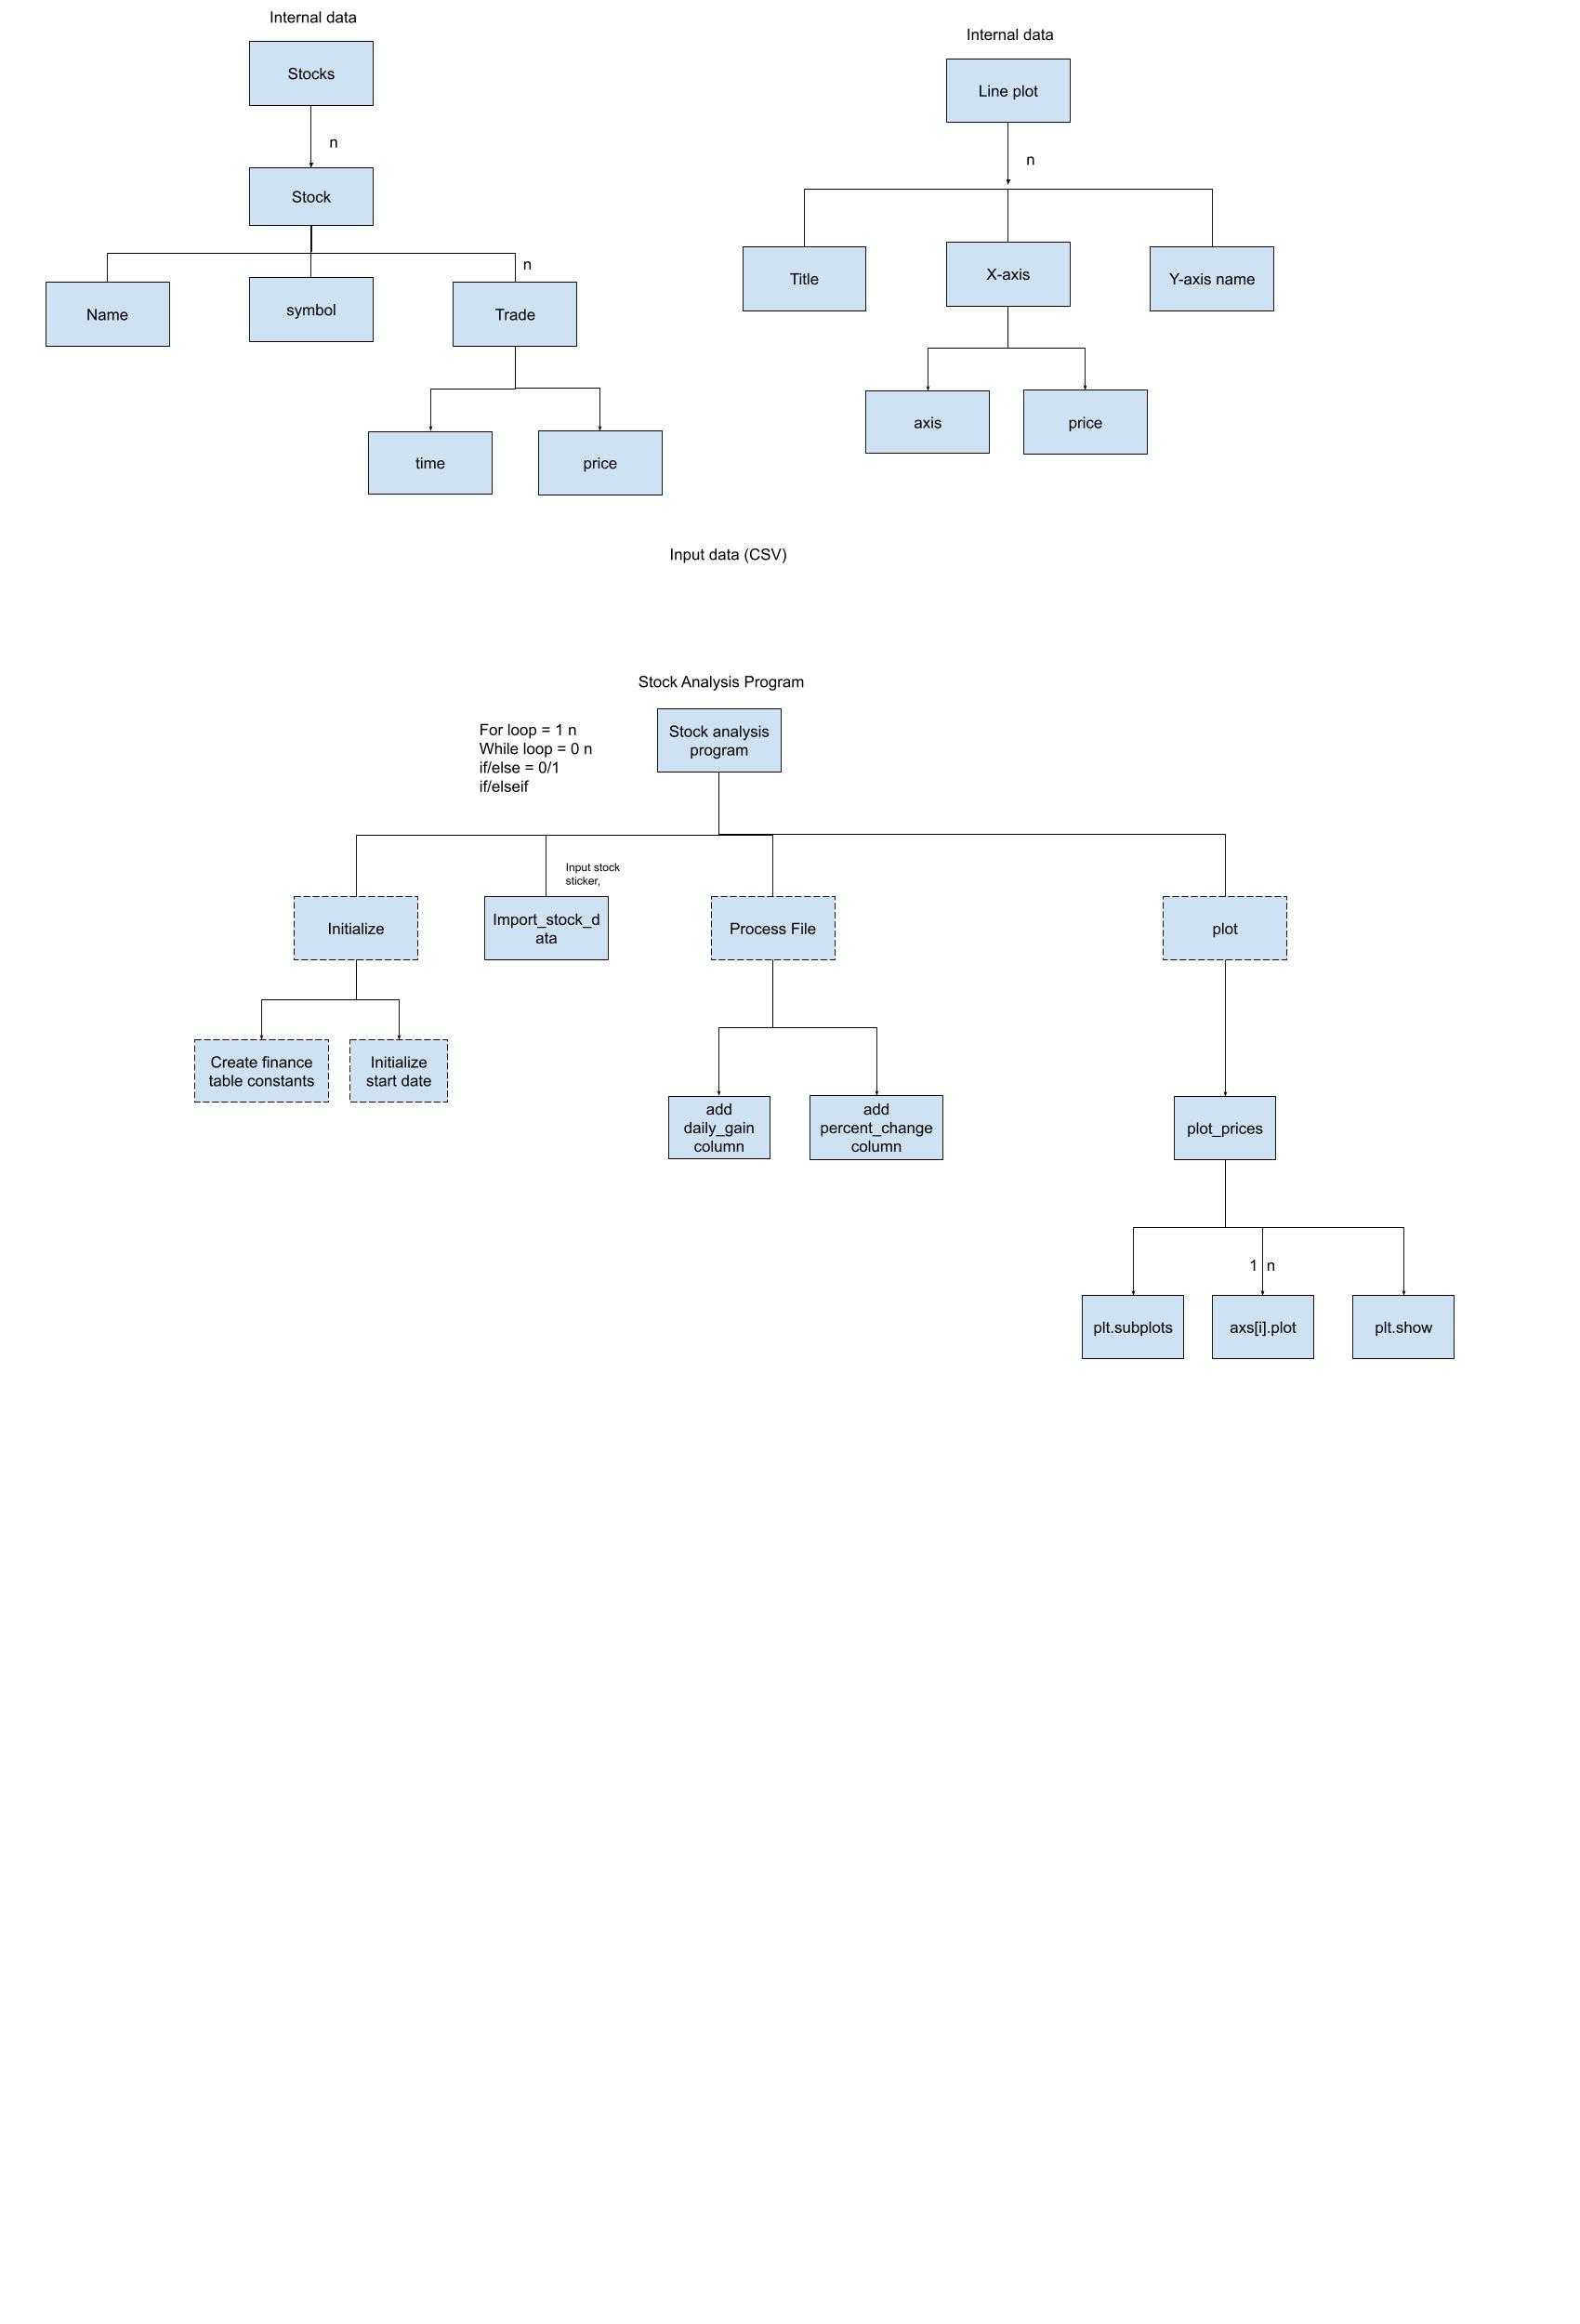 Internal data
Stocks
n
Stock
n
Name
symbol
Trade
time
price
Internal data
Line plot
n
Title
X-axis
Y-axis name
axis
price
Input data (CSV)
Stock Analysis Program
For loop = 1 n
While loop = 0 n
if/else = 0/1
if/elseif
Stock analysis
program
Input stock
sticker,
Initialize
Import_stock_d
ata
Process File
plot
Create finance
table constants
Initialize
start date
add
daily_gain
column
add
percent_change
column
plot_prices
1 n
plt.subplots
axs[i].plot
plt.show